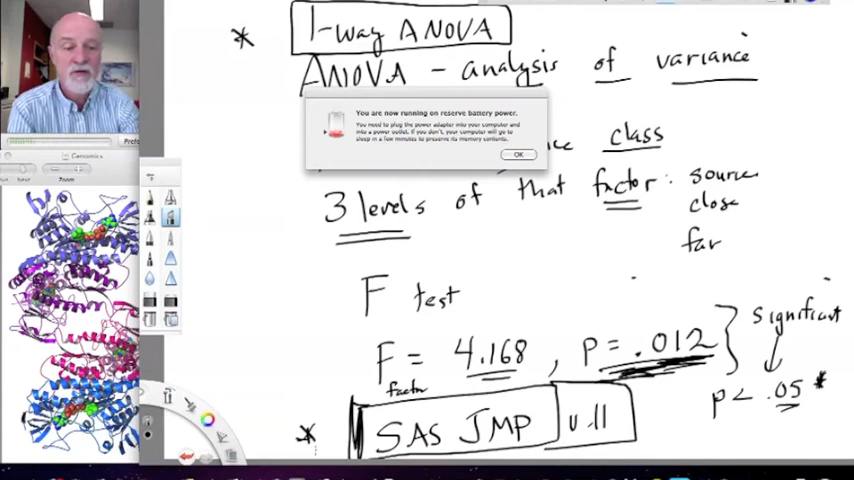 * 1-way ANOVA
ANOVA - analysis of variance
You are now running on reserve battery power.
You need to plug the power adapter into your computer and
into a power outlet. If you don't, your computer will go to
sleep in a few minutes to preserve its memory contents.
OK
class
3 levels of that factor: source
close
far
F test
F factor = 4.168, p = .012 } significant
p < .05 *
* SAS JMP v.11
Zoom